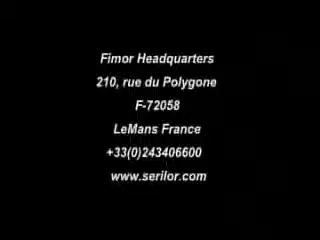 Fimor Headquarters
210, rue du Polygone
F-72058
LeMans France
+33(0)243406600
www.serilor.com